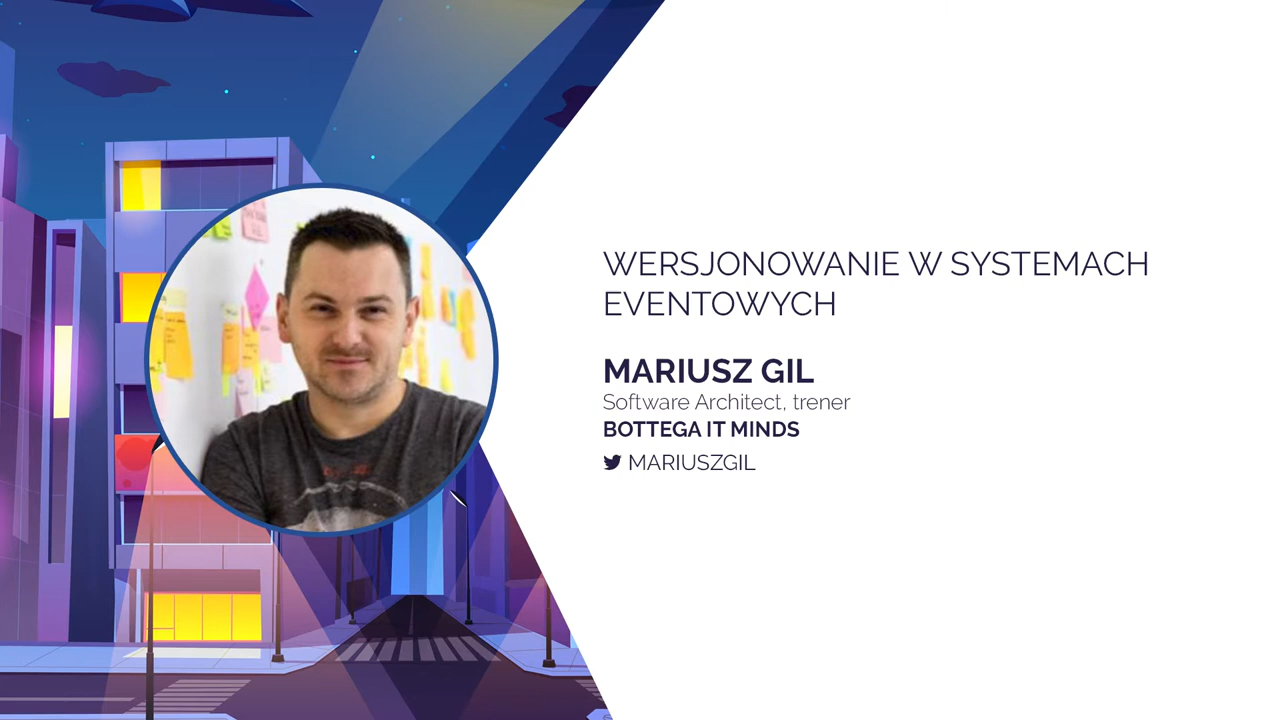 WERSJONOWANIE W SYSTEMACH
EVENTOWYCH
MARIUSZ GIL
Software Architect, trener
BOTTEGA IT MINDS
MARIUSZGIL